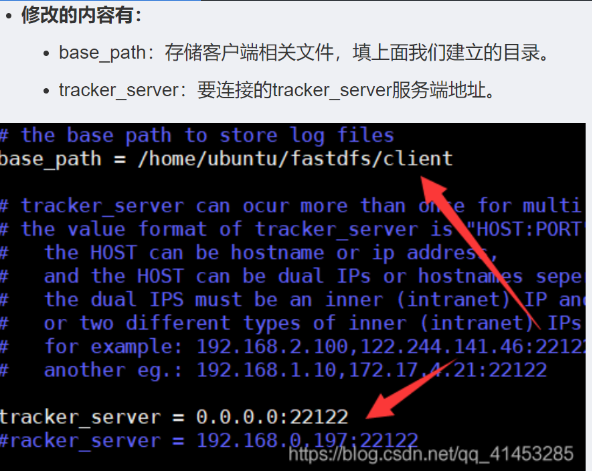 修改的内容有：
base_path：存储客户端相关文件，填上面我们建立的目录。
tracker_server：要连接的tracker_server服务端地址。
# the base path to store log files
base_path = /home/ubuntu/fastdfs/client
# tracker_server can ocur more than once for multi
# the value format of tracker_server is "HOST:PORT"
# the HOST can be hostname or ip address,
# and the HOST can be dual IPs or hostnames sepe
# the dual IPS must be an inner (intranet) IP and
# or two different types of inner (intranet) IPs
# for example: 192.168.2.100,122.244.141.46:22122
# another eg.: 192.168.1.10,172.17.4.21:22122
tracker_server = 0.0.0.0:22122
#racker_server = 192.168.0.197:22122
https://blog.csdn.net/qq_41453285